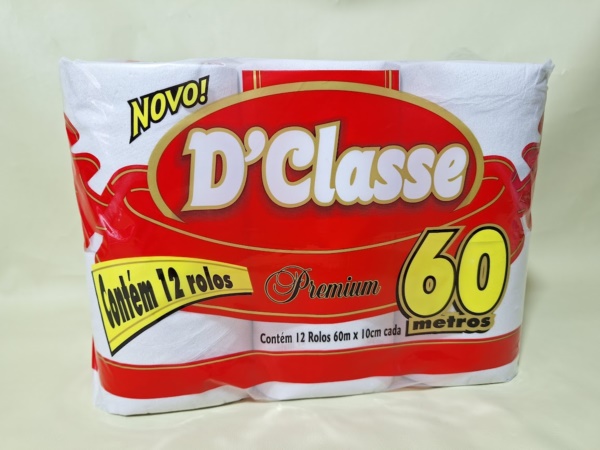 NOVO!
D'Classe
Contém 12 rolos
Premium
60
metros
Contém 12 Rolos 60m x 10cm cada